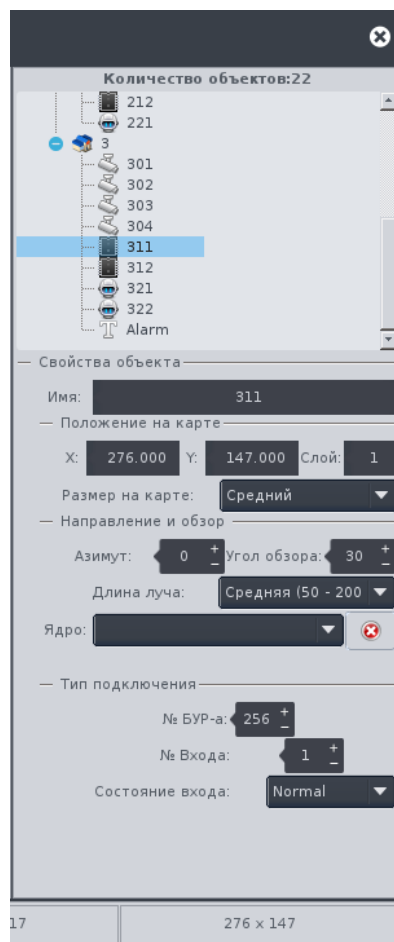 Количество объектов:22
212
221
3
301
302
303
304
311
312
321
322
Alarm
Свойства объекта
Имя: 311
Положение на карте
X: 276.000 Y: 147.000 Слой: 1
Размер на карте: Средний
Направление и обзор
Азимут: 0 + − Угол обзора: 30 + −
Длина луча: Средняя (50 - 200
Ядро:
Тип подключения
№ БУР-а: 256 + −
№ Входа: 1 + −
Состояние входа: Normal
17 276 x 147